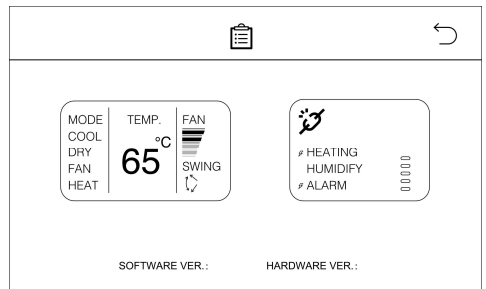 MODE
COOL
DRY
FAN
HEAT
TEMP.
65°C
FAN
SWING
HEATING
HUMIDIFY
ALARM
SOFTWARE VER.:
HARDWARE VER.: